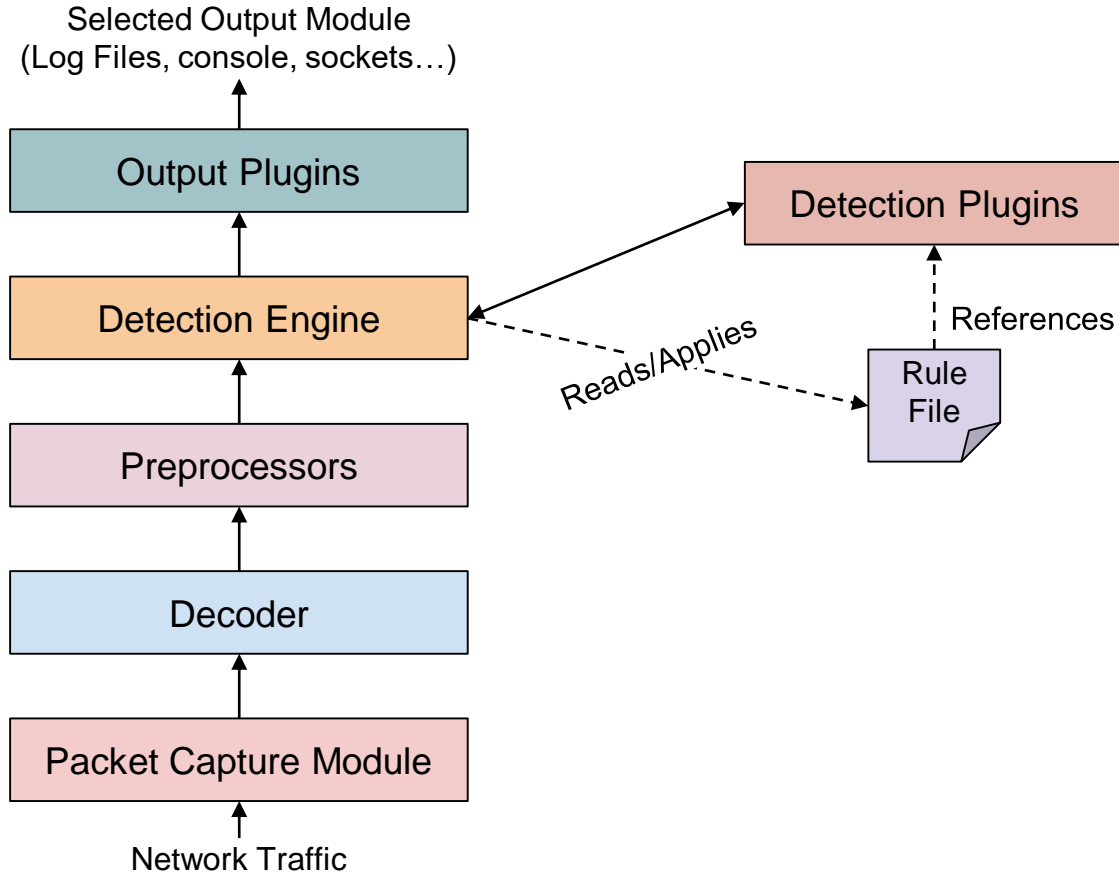 Selected Output Module
(Log Files, console, sockets…)
Output Plugins
Detection Plugins
Detection Engine
References
Reads/Applies
Rule
File
Preprocessors
Decoder
Packet Capture Module
Network Traffic